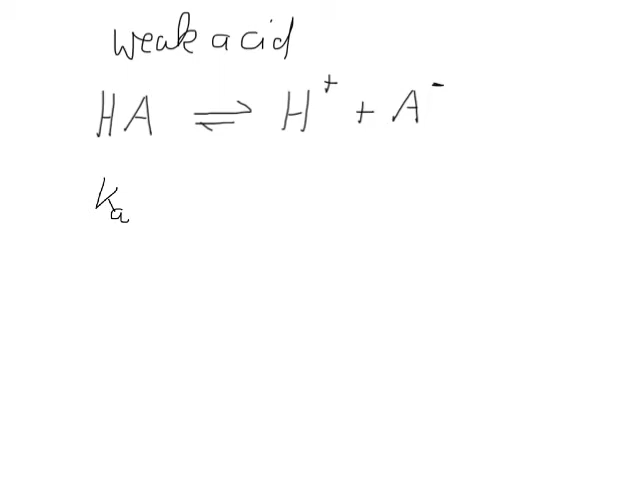 weak acid
HA ⇌ H⁺ + A⁻
Kₐ